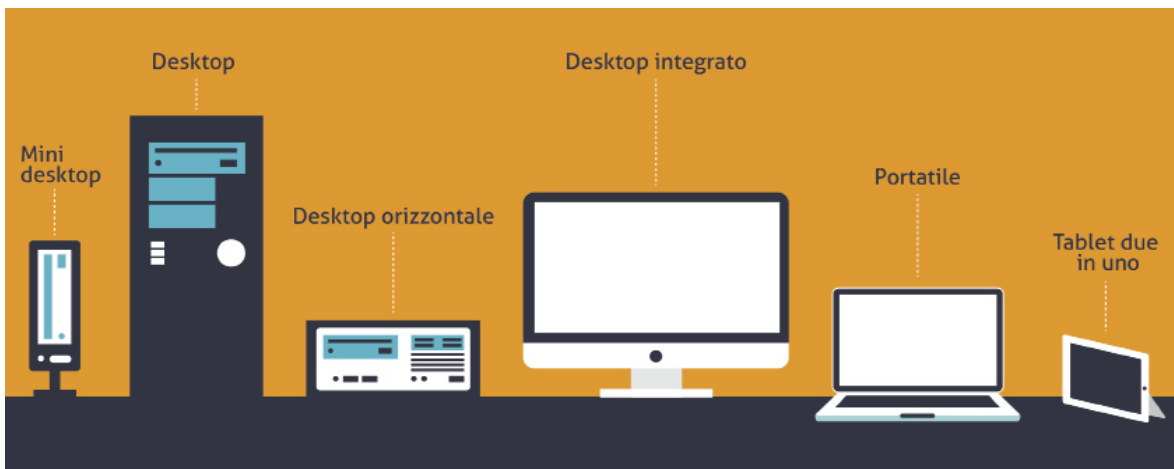 Mini
desktop
Desktop
Desktop orizzontale
Desktop integrato
Portatile
Tablet due
in uno